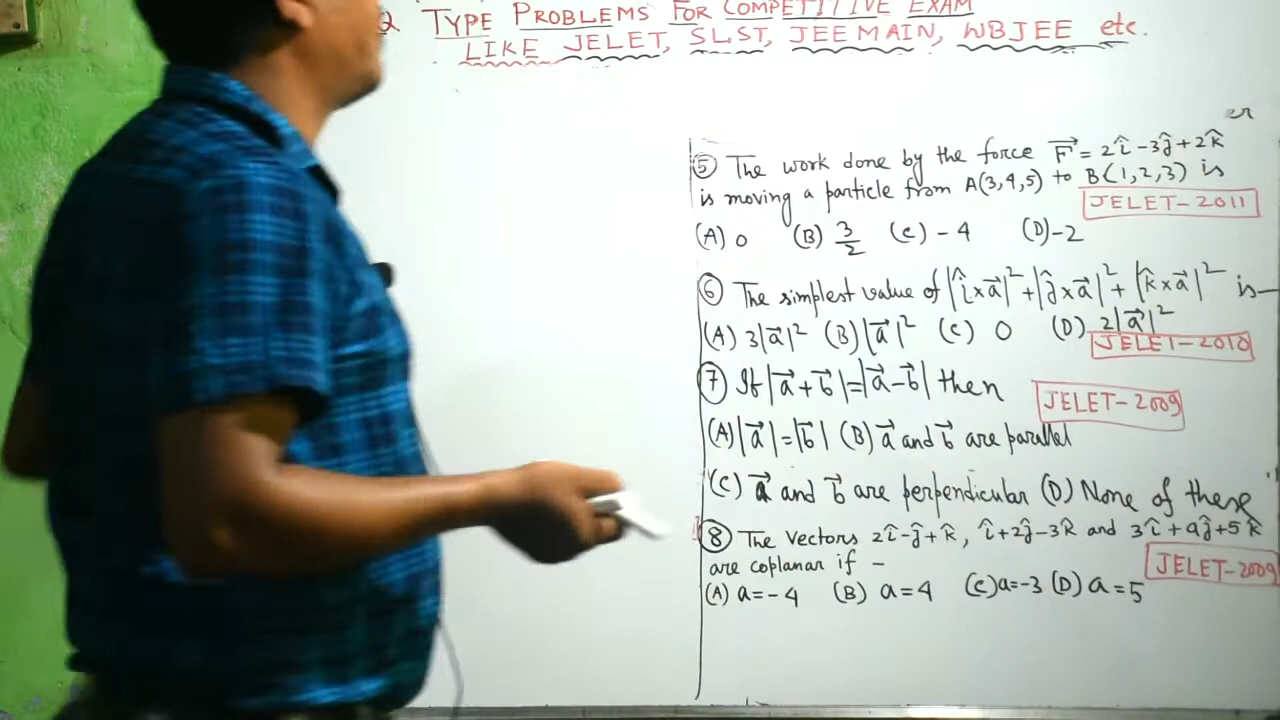 Q TYPE PROBLEMS FOR COMPETITIVE EXAM
LIKE JELET, SLST, JEE MAIN, WBJEE etc.
⑤ The work done by the force F⃗ = 2î - 3ĵ + 2k̂
is moving a particle from A(3,4,5) to B(1,2,3) is
JELET-2011
(A) 0 (B) 3/2 (C) -4 (D) -2
⑥ The simplest value of |î×a⃗|²+|ĵ×a⃗|²+|k̂×a⃗|² is—
(A) 3|a⃗|² (B) |a⃗|² (C) 0 (D) 2|a⃗|²
JELET-2010
⑦ If |a⃗+b⃗|=|a⃗-b⃗| then
JELET-2009
(A) |a⃗|=|b⃗| (B) a⃗ and b⃗ are parallel
(C) a⃗ and b⃗ are perpendicular (D) None of these
⑧ The vectors 2î-ĵ+k̂, î+2ĵ-3k̂ and 3î+aĵ+5k̂
are coplanar if -
JELET-2009
(A) a=-4 (B) a=4 (C) a=-3 (D) a=5